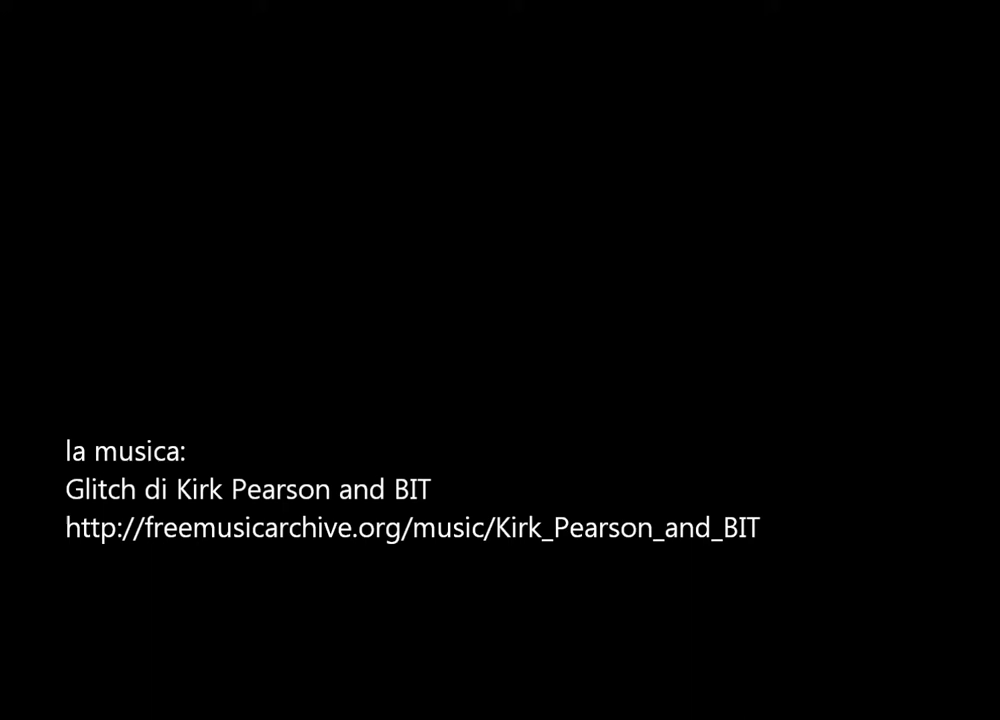 la musica:
Glitch di Kirk Pearson and BIT
http://freemusicarchive.org/music/Kirk_Pearson_and_BIT